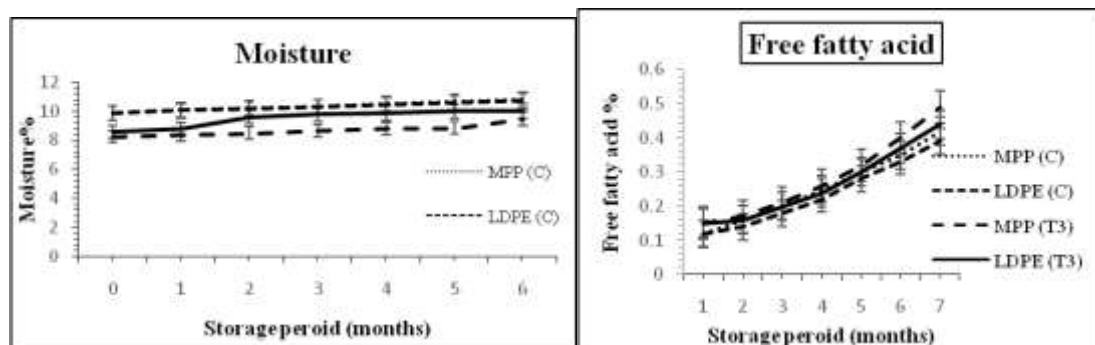 Moisture
Moisture%
12
10
8
6
4
2
0
0 1 2 3 4 5 6
Storage peroid (months)
MPP (C)
LDPE (C)
Free fatty acid
Free fatty acid %
0.6
0.5
0.4
0.3
0.2
0.1
0
1 2 3 4 5 6 7
Storage peroid (months)
MPP (C)
LDPE (C)
MPP (T3)
LDPE (T3)